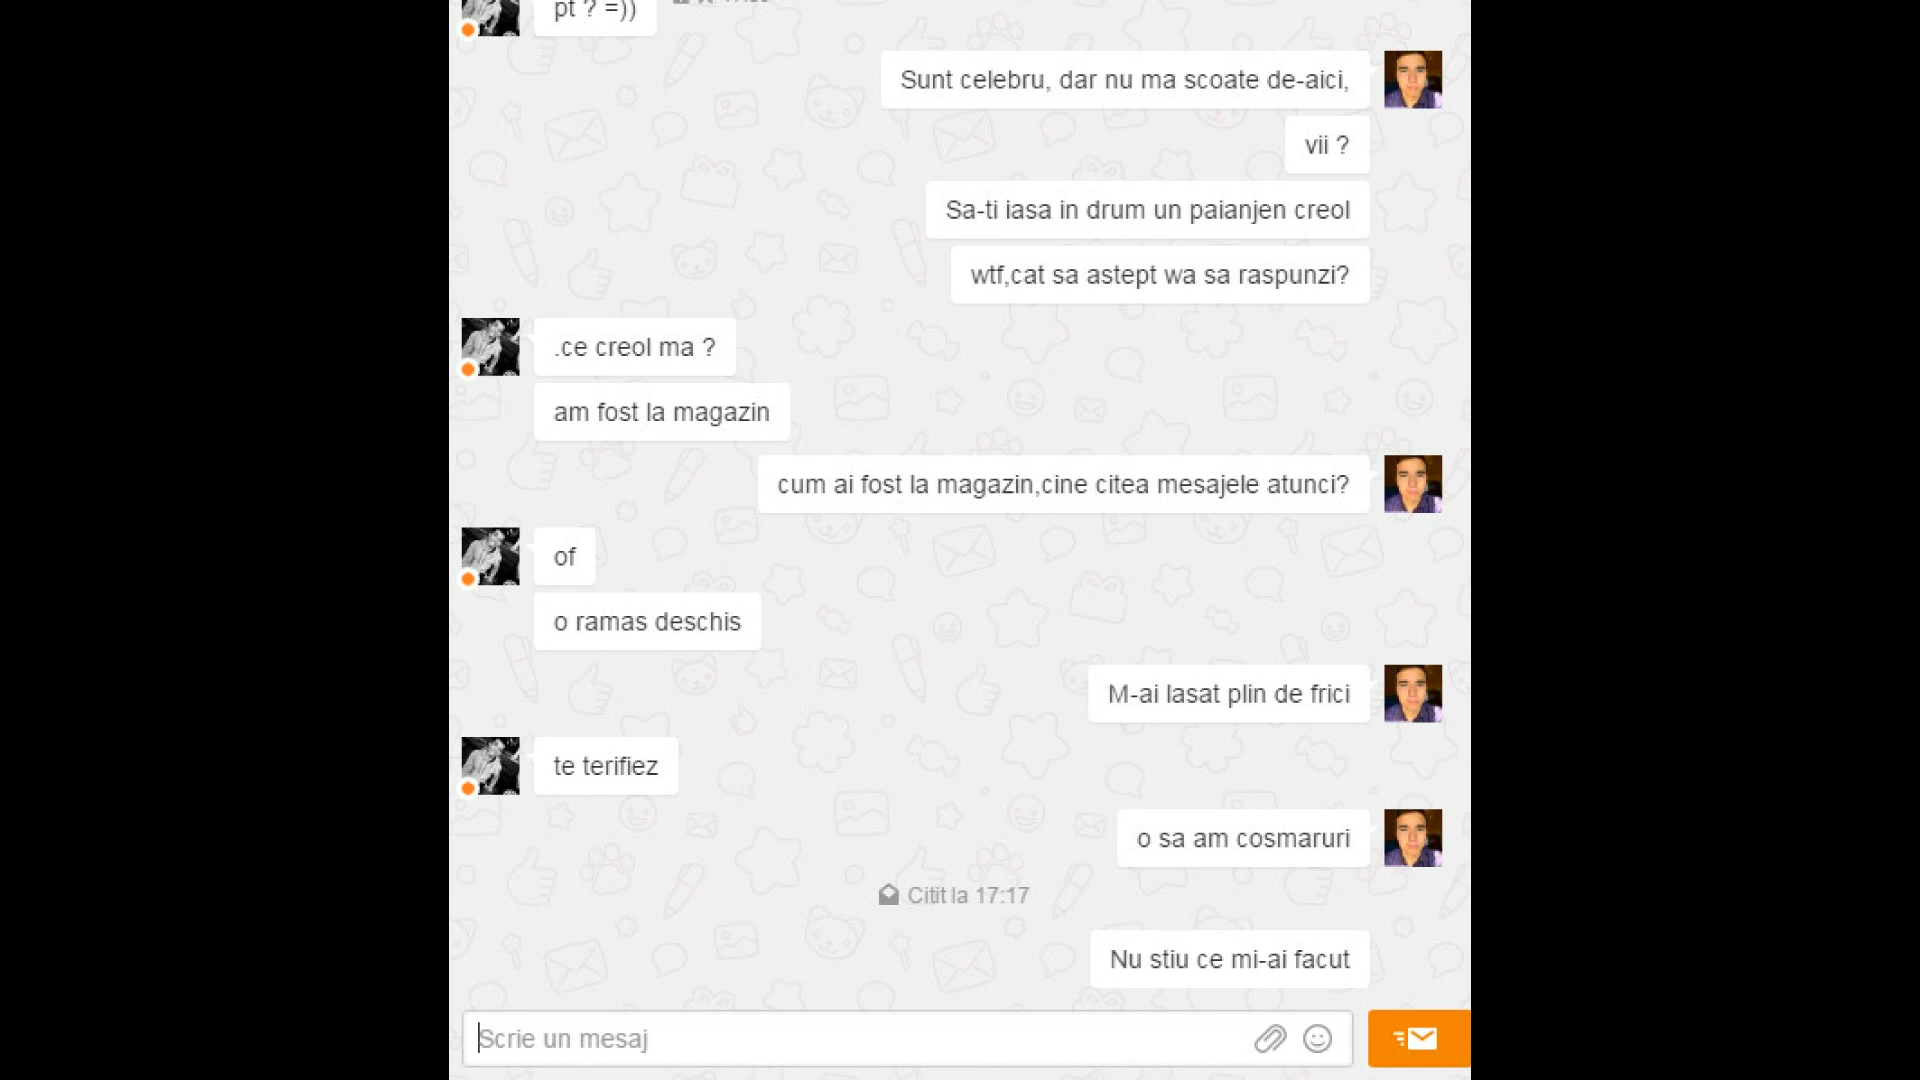 pt ? =))
Sunt celebru, dar nu ma scoate de-aici,
vii ?
Sa-ti iasa in drum un paianjen creol
wtf,cat sa astept wa sa raspunzi?
.ce creol ma ?
am fost la magazin
cum ai fost la magazin,cine citea mesajele atunci?
of
o ramas deschis
M-ai lasat plin de frici
te terifiez
o sa am cosmaruri
Citit la 17:17
Nu stiu ce mi-ai facut
Scrie un mesaj